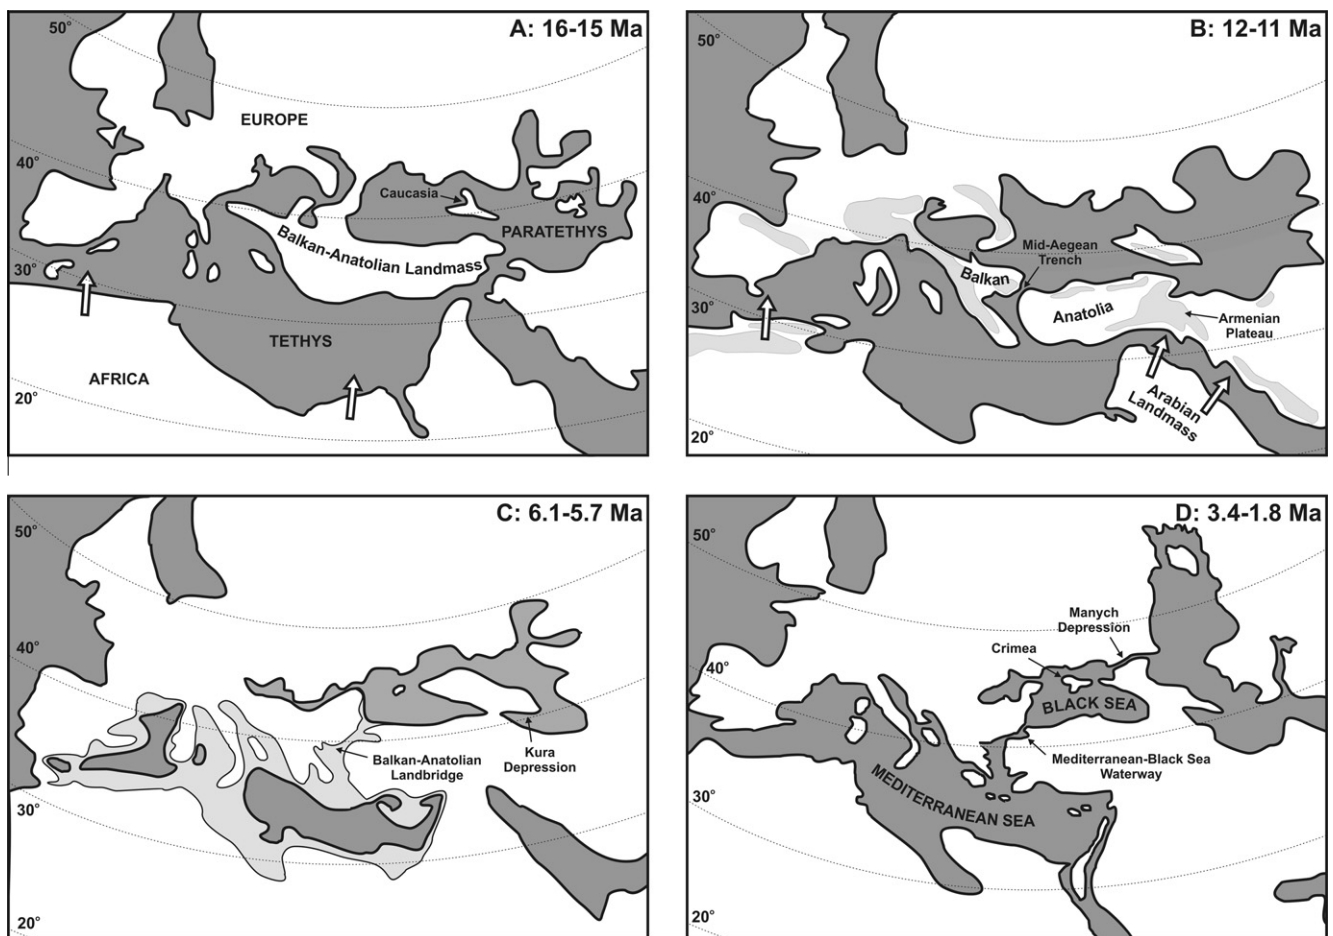 A: 16-15 Ma
50°
EUROPE
40°
Caucasia
PARATETHYS
Balkan-Anatolian Landmass
30°
TETHYS
AFRICA
20°
B: 12-11 Ma
50°
40°
Mid-Aegean
Trench
Balkan
Anatolia
30°
Armenian
Plateau
Arabian
Landmass
20°
C: 6.1-5.7 Ma
50°
40°
Balkan-Anatolian
Landbridge
Kura
Depression
30°
20°
D: 3.4-1.8 Ma
50°
Manych
Depression
Crimea
40°
BLACK SEA
Mediterranean-Black Sea
Waterway
MEDITERRANEAN SEA
30°
20°